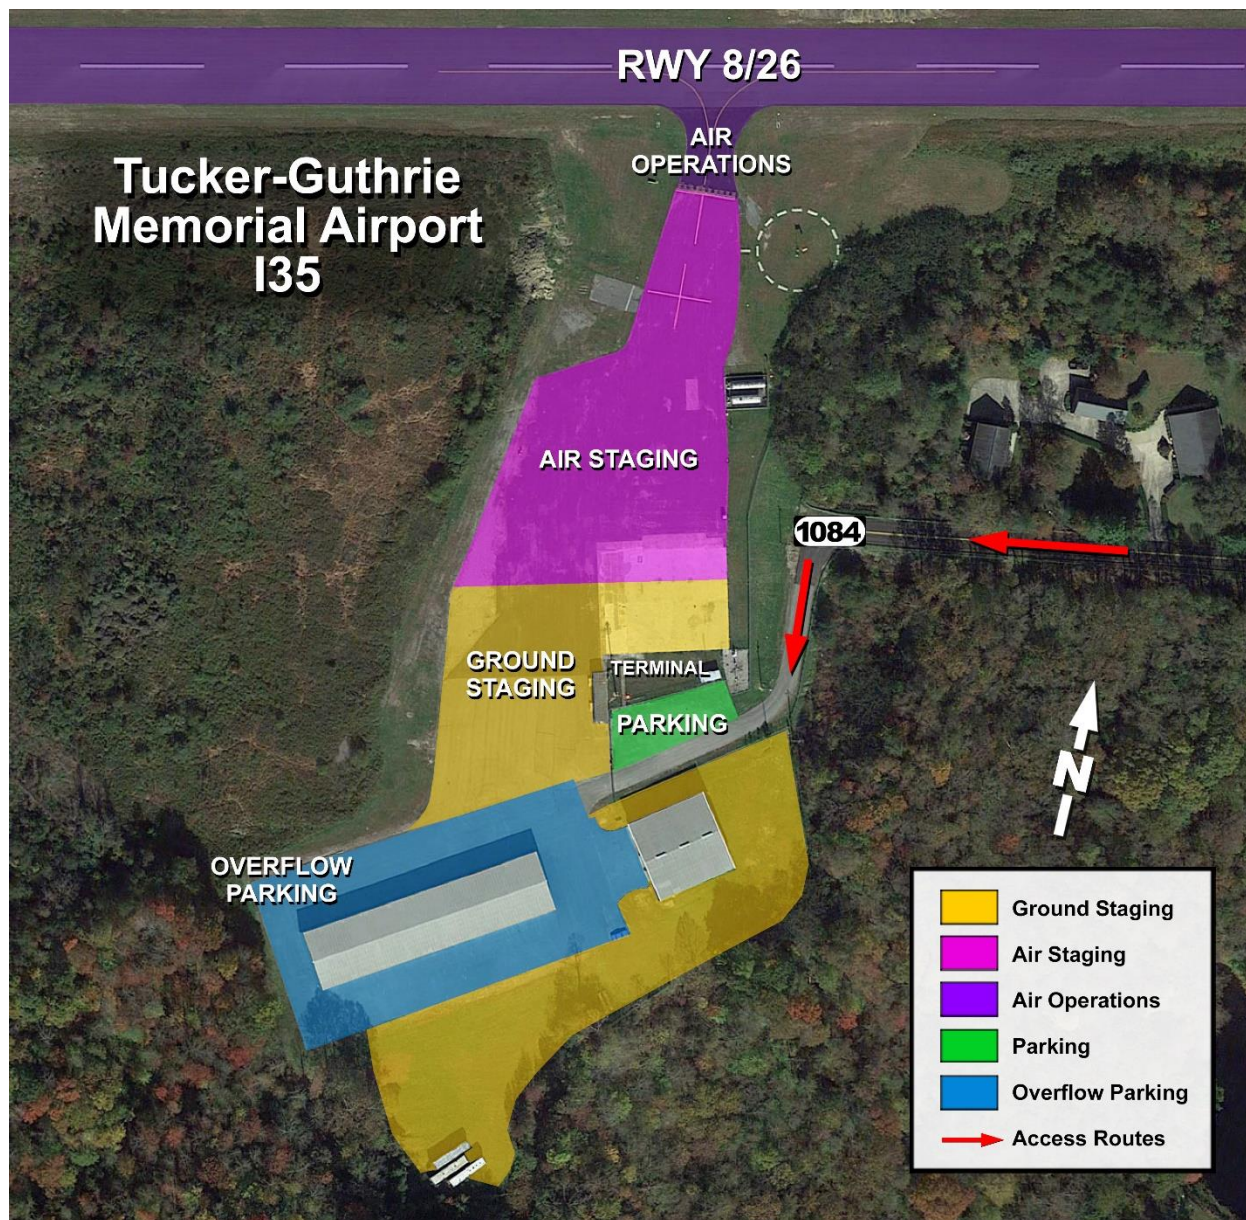 RWY 8/26
AIR
OPERATIONS
Tucker-Guthrie
Memorial Airport
I35
AIR STAGING
1084
GROUND
STAGING
TERMINAL
PARKING
N
OVERFLOW
PARKING
Ground Staging
Air Staging
Air Operations
Parking
Overflow Parking
Access Routes